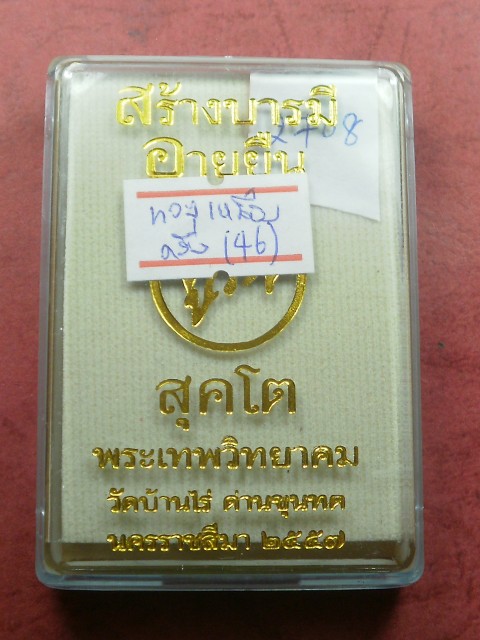 สร้างบารมี
อายุยืน
2708
ทองเหลือง
(46)
สุคโต
พระเทพวิทยาคม
วัดบ้านไร่ ด่านขุนทด
นครราชสีมา ๒๕๕๗